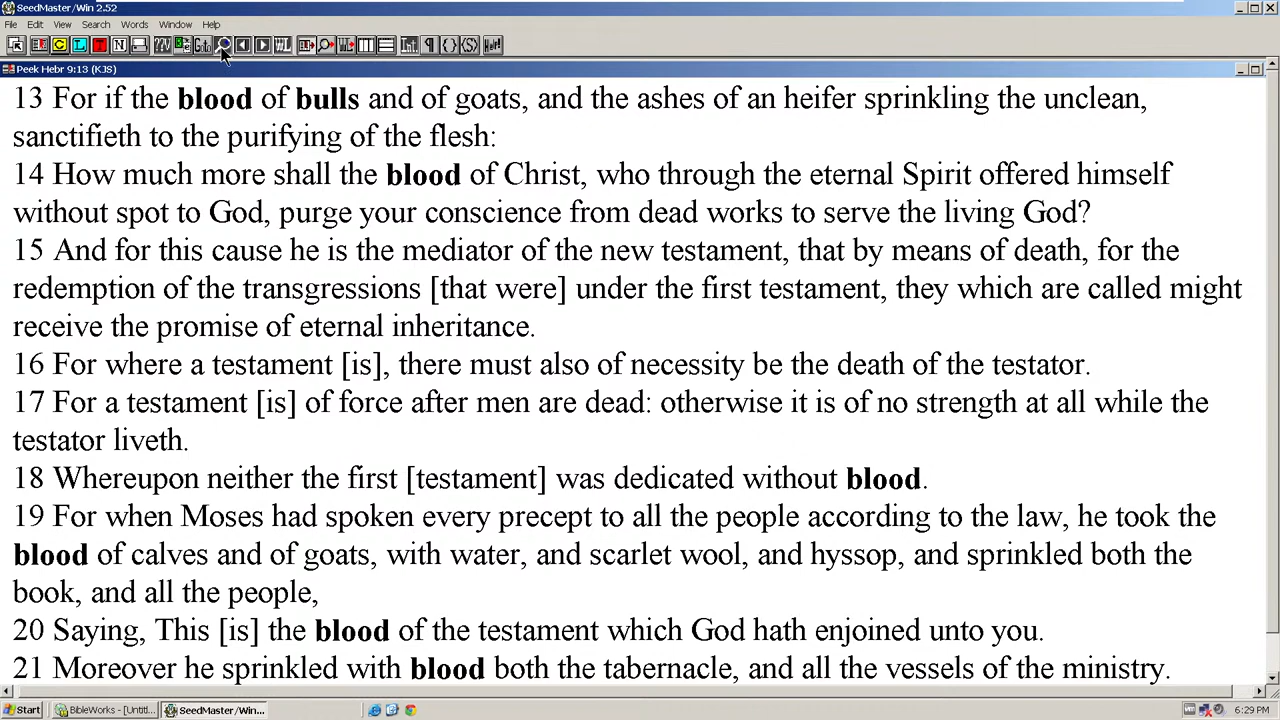 SeedMaster/Win 2.52
File Edit View Search Words Window Help
Peek Hebr 9:13 (KJS)
13 For if the blood of bulls and of goats, and the ashes of an heifer sprinkling the unclean,
sanctifieth to the purifying of the flesh:
14 How much more shall the blood of Christ, who through the eternal Spirit offered himself
without spot to God, purge your conscience from dead works to serve the living God?
15 And for this cause he is the mediator of the new testament, that by means of death, for the
redemption of the transgressions [that were] under the first testament, they which are called might
receive the promise of eternal inheritance.
16 For where a testament [is], there must also of necessity be the death of the testator.
17 For a testament [is] of force after men are dead: otherwise it is of no strength at all while the
testator liveth.
18 Whereupon neither the first [testament] was dedicated without blood.
19 For when Moses had spoken every precept to all the people according to the law, he took the
blood of calves and of goats, with water, and scarlet wool, and hyssop, and sprinkled both the
book, and all the people,
20 Saying, This [is] the blood of the testament which God hath enjoined unto you.
21 Moreover he sprinkled with blood both the tabernacle, and all the vessels of the ministry.
Start BibleWorks - [Untitl... SeedMaster/Win... 6:29 PM